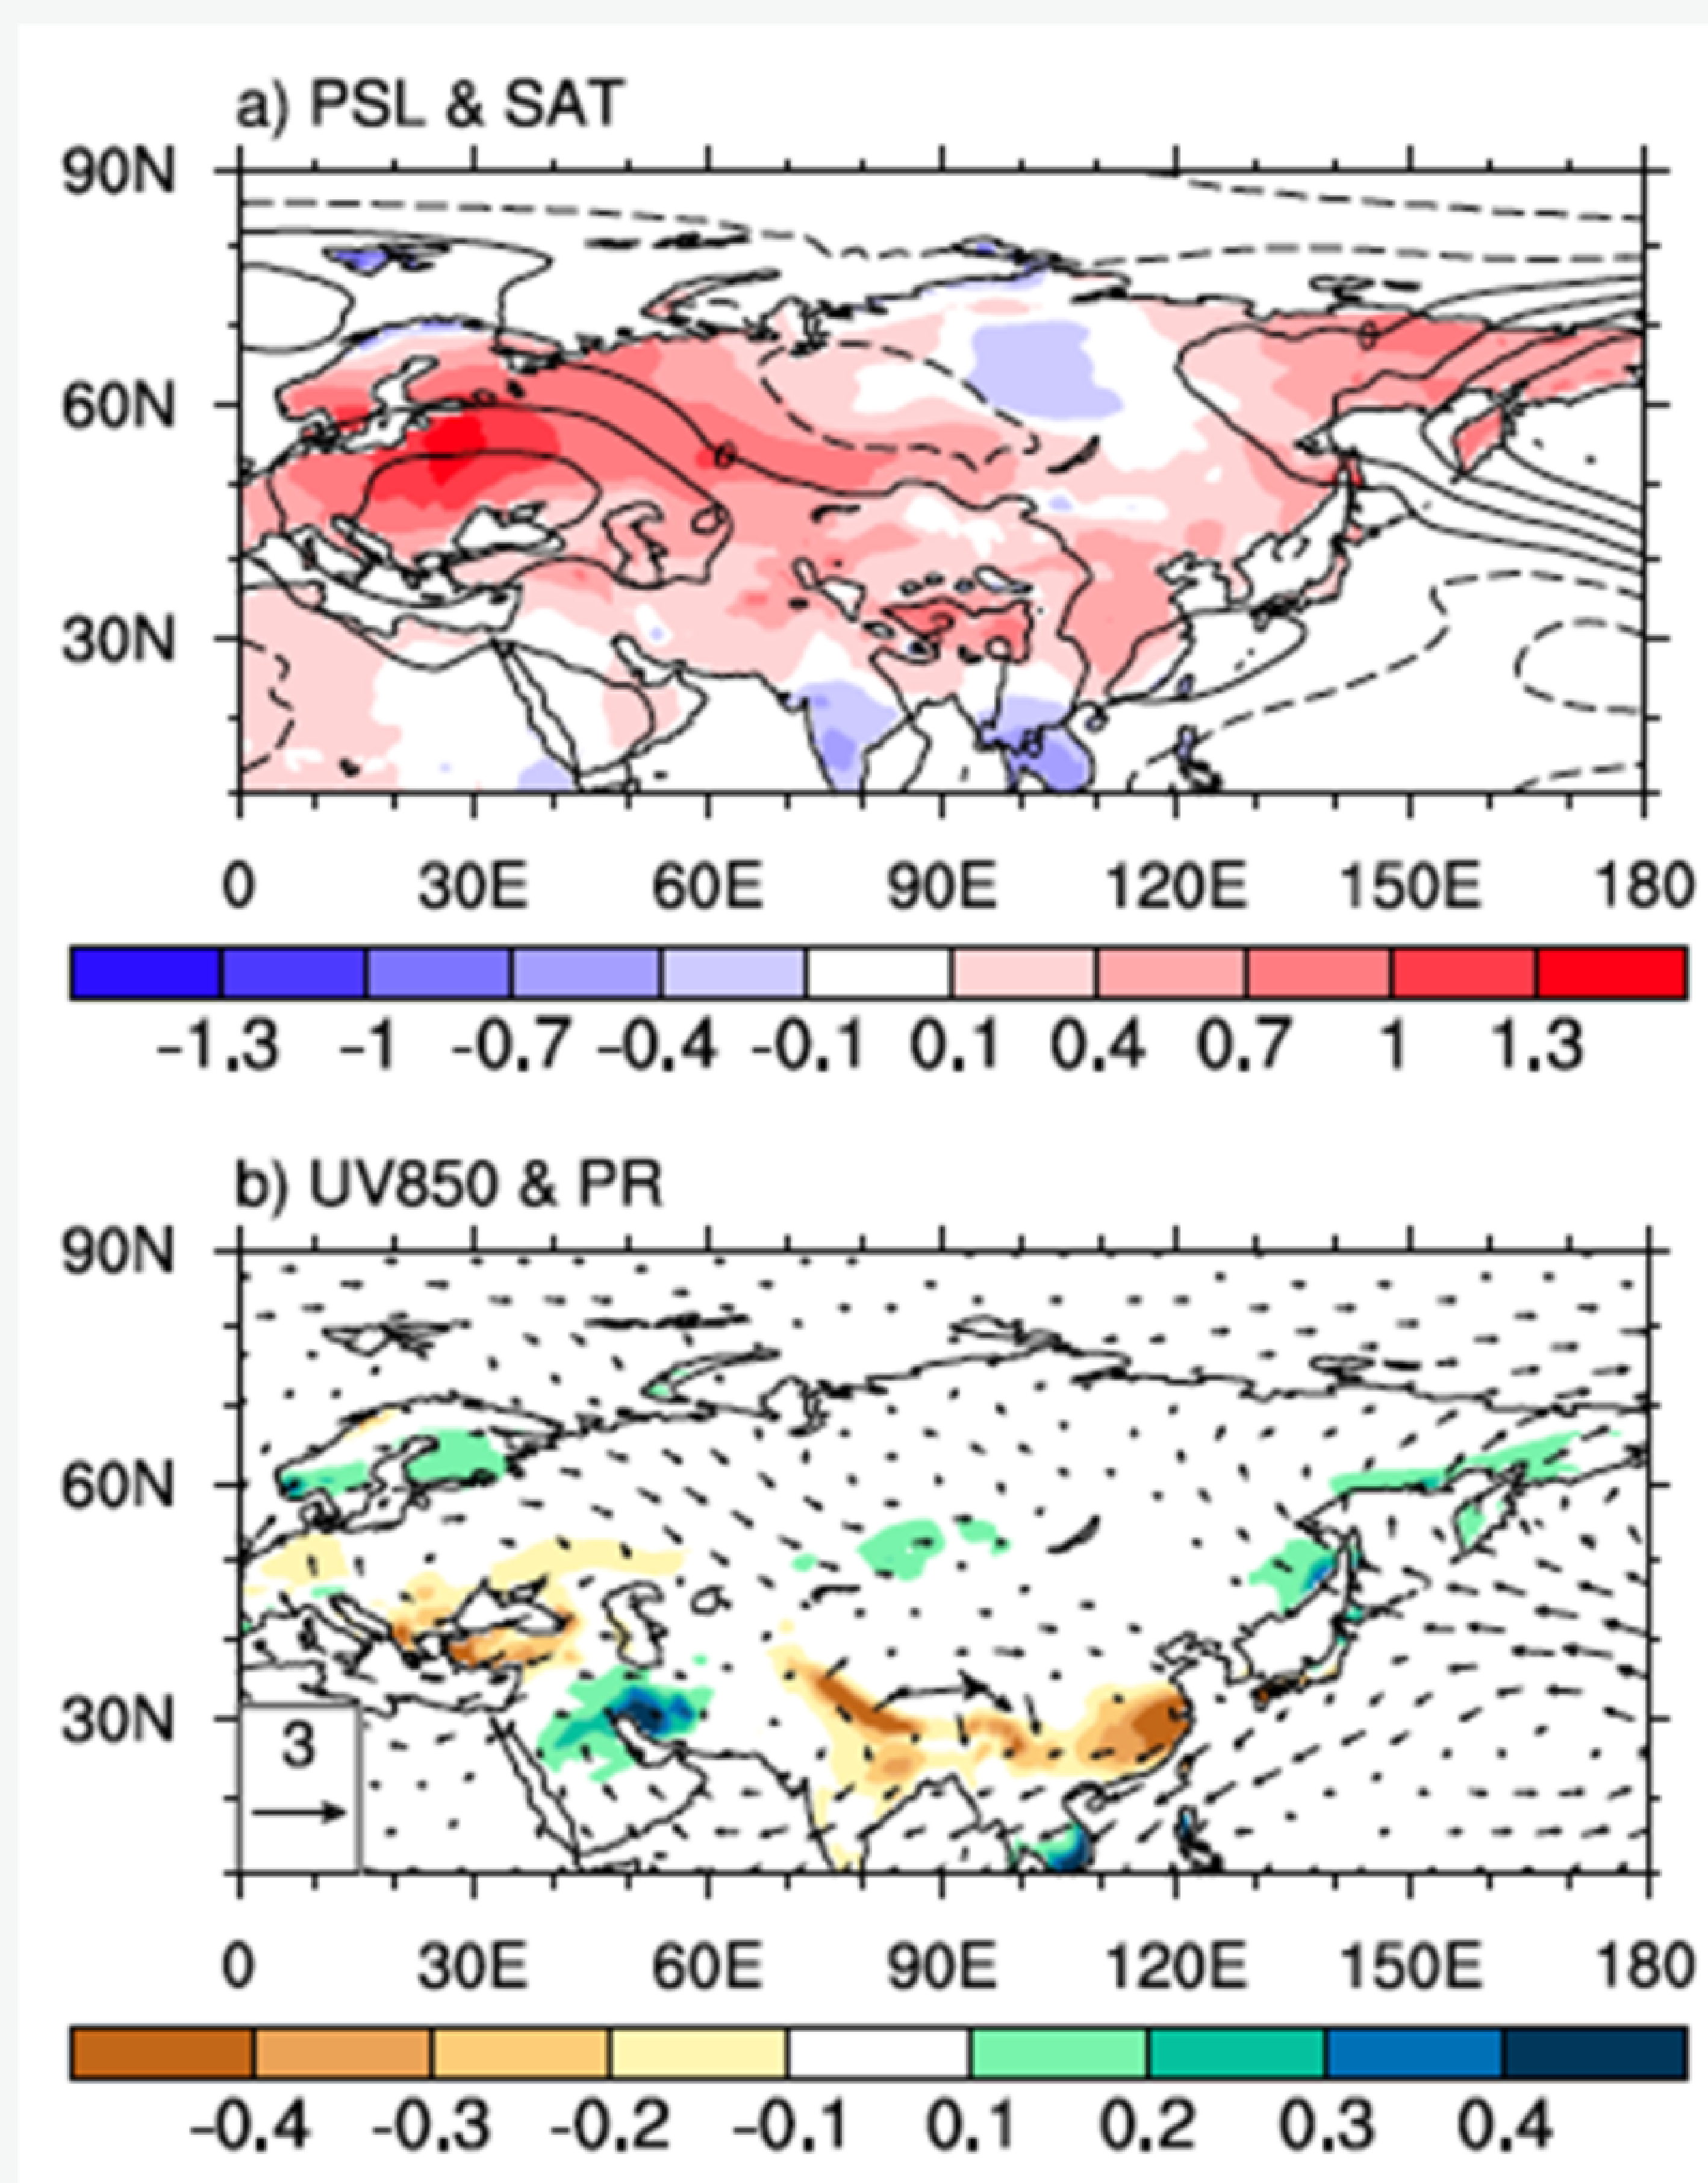 a) PSL & SAT
90N
60N
30N
0
0
0 30E 60E 90E 120E 150E 180
-1.3 -1 -0.7 -0.4 -0.1 0.1 0.4 0.7 1 1.3
b) UV850 & PR
90N
60N
30N
3
0 30E 60E 90E 120E 150E 180
-0.4 -0.3 -0.2 -0.1 0.1 0.2 0.3 0.4